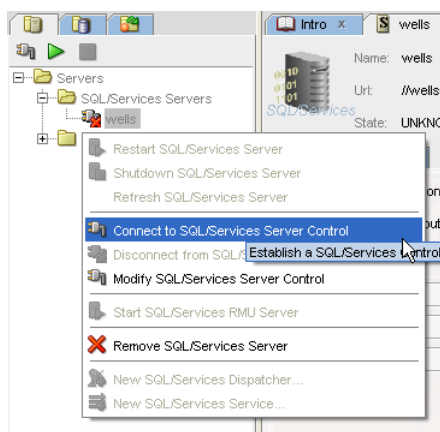 Intro x
wells
Name: wells
Url: //wells
SQL/Services
State: UNKNO
Servers
SQL/Services Servers
wells
Restart SQL/Services Server
Shutdown SQL/Services Server
Refresh SQL/Services Server
Connect to SQL/Services Server Control
Disconnect from SQL/S
Establish a SQL/Services Control
Modify SQL/Services Server Control
Start SQL/Services RMU Server
Remove SQL/Services Server
New SQL/Services Dispatcher...
New SQL/Services Service...